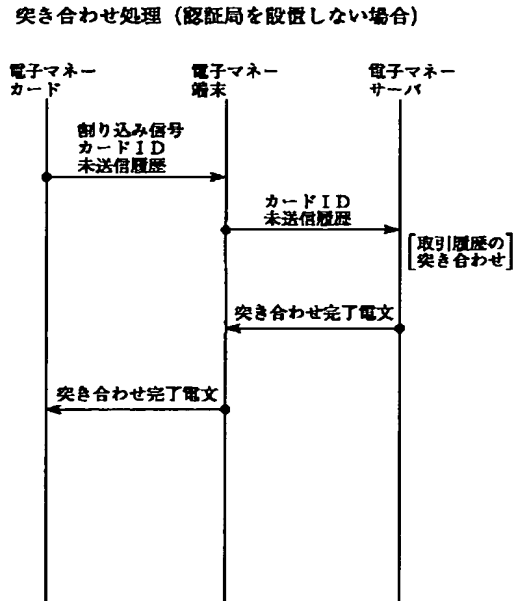 突き合わせ処理（認証局を設置しない場合）
電子マネー
カード
電子マネー
端末
電子マネー
サーバ
割り込み信号
カードＩＤ
未送信履歴
カードＩＤ
未送信履歴
取引履歴の
突き合わせ
突き合わせ完了電文
突き合わせ完了電文